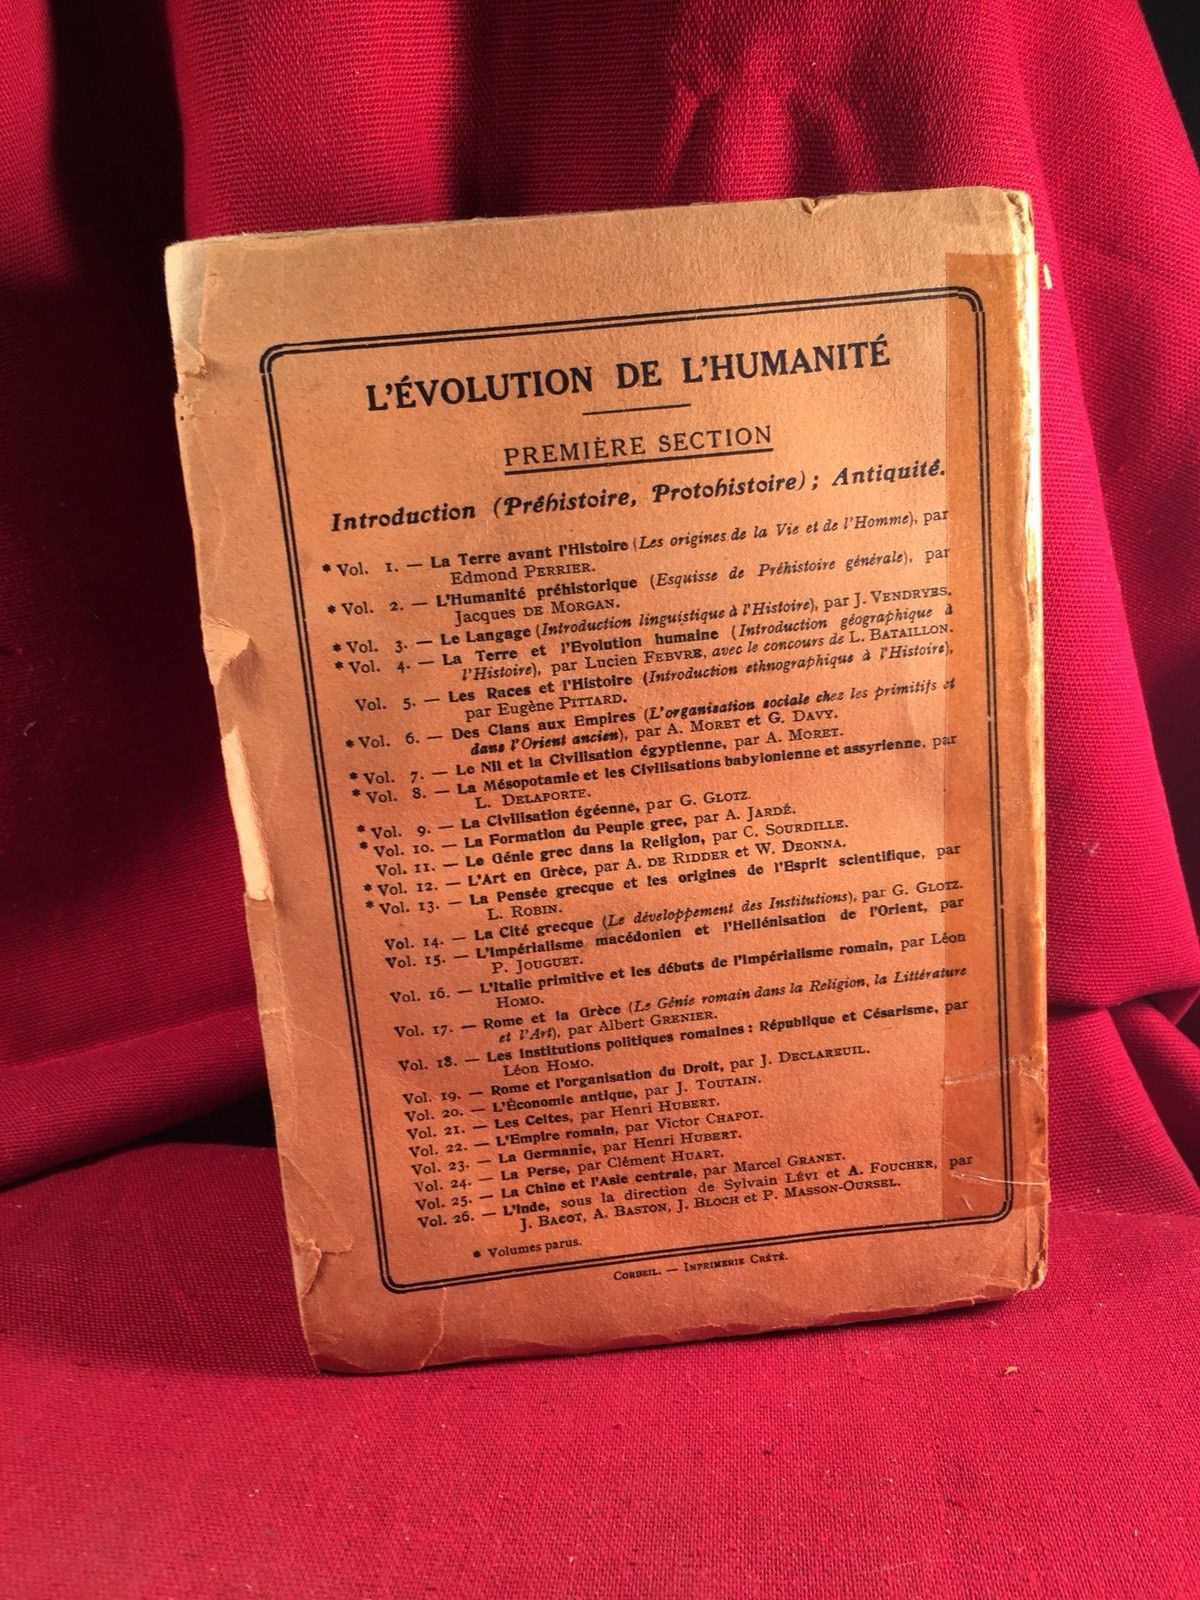 L'ÉVOLUTION DE L'HUMANITÉ
PREMIÈRE SECTION
Introduction (Préhistoire, Protohistoire) ; Antiquité.
* Vol. 1. — La Terre avant l'Histoire (Les origines de la Vie et de l'Homme), par
Edmond PERRIER.
* Vol. 2. — L'Humanité préhistorique (Esquisse de Préhistoire générale), par
Jacques DE MORGAN.
* Vol. 3. — Le Langage (Introduction linguistique à l'Histoire), par J. VENDRYES.
* Vol. 4. — La Terre et l'Evolution humaine (Introduction géographique à
l'Histoire), par Lucien FEBVRE, avec le concours de L. BATAILLON.
Vol. 5. — Les Races et l'Histoire (Introduction ethnographique à l'Histoire),
par Eugène PITTARD.
* Vol. 6. — Des Clans aux Empires (L'organisation sociale chez les primitifs et
dans l'Orient ancien), par A. MORET et G. DAVY.
* Vol. 7. — Le Nil et la Civilisation égyptienne, par A. MORET.
* Vol. 8. — La Mésopotamie et les Civilisations babylonienne et assyrienne, par
L. DELAPORTE.
* Vol. 9. — La Civilisation égéenne, par G. GLOTZ.
* Vol. 10. — La Formation du Peuple grec, par A. JARDÉ.
Vol. 11. — Le Génie grec dans la Religion, par C. SOURDILLE.
* Vol. 12. — L'Art en Grèce, par A. DE RIDDER et W. DEONNA.
* Vol. 13. — La Pensée grecque et les origines de l'Esprit scientifique, par
L. ROBIN.
Vol. 14. — La Cité grecque (Le développement des Institutions), par G. GLOTZ.
Vol. 15. — L'Impérialisme macédonien et l'Hellénisation de l'Orient, par
P. JOUGUET.
Vol. 16. — L'Italie primitive et les débuts de l'Impérialisme romain, par Léon
HOMO.
Vol. 17. — Rome et la Grèce (Le Génie romain dans la Religion, la Littérature
et l'Art), par Albert GRENIER.
Vol. 18. — Les Institutions politiques romaines : République et Césarisme, par
Léon HOMO.
Vol. 19. — Rome et l'organisation du Droit, par J. DECLAREUIL.
Vol. 20. — L'Économie antique, par J. TOUTAIN.
Vol. 21. — Les Celtes, par Henri HUBERT.
Vol. 22. — L'Empire romain, par Victor CHAPOT.
Vol. 23. — La Germanie, par Henri HUBERT.
Vol. 24. — La Perse, par Clément HUART.
Vol. 25. — La Chine et l'Asie centrale, par Marcel GRANET.
Vol. 26. — L'Inde, sous la direction de Sylvain LÉVI et A. FOUCHER, par
J. BACOT, A. BASTON, J. BLOCH et P. MASSON-OURSEL.
* Volumes parus.
CORBEIL. — IMPRIMERIE CRÉTÉ.